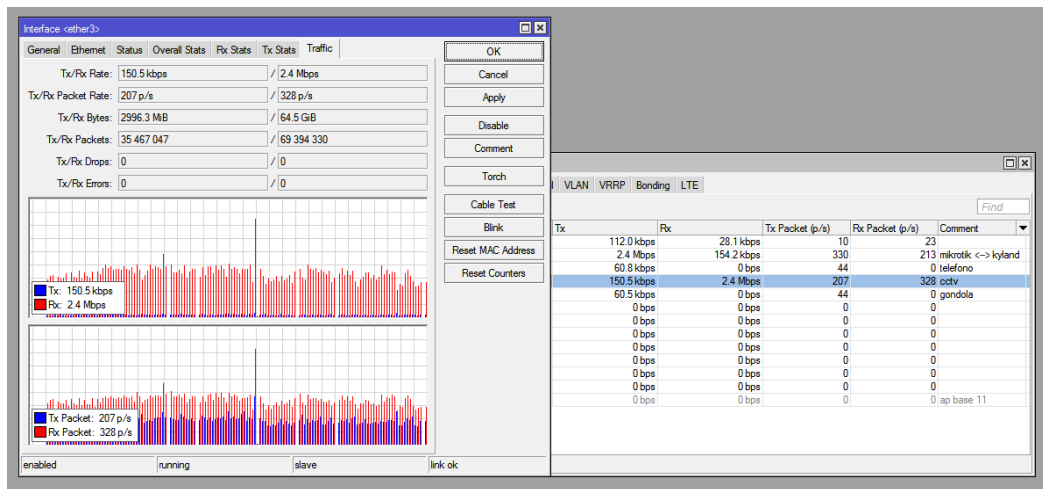 Interface <ether3>
General Ethernet Status Overall Stats Rx Stats Tx Stats Traffic
Tx/Rx Rate: 150.5 kbps / 2.4 Mbps
Tx/Rx Packet Rate: 207 p/s / 328 p/s
Tx/Rx Bytes: 2996.3 MiB / 64.5 GiB
Tx/Rx Packets: 35 467 047 / 69 394 330
Tx/Rx Drops: 0 / 0
Tx/Rx Errors: 0 / 0
Tx: 150.5 kbps
Rx: 2.4 Mbps
Tx Packet: 207 p/s
Rx Packet: 328 p/s
enabled running slave link ok
OK
Cancel
Apply
Disable
Comment
Torch
Cable Test
Blink
Reset MAC Address
Reset Counters
VLAN VRRP Bonding LTE
Find
Tx Rx Tx Packet (p/s) Rx Packet (p/s) Comment
112.0 kbps 28.1 kbps 10 23
2.4 Mbps 154.2 kbps 330 213 mikrotik <--> kyland
60.8 kbps 0 bps 44 0 telefono
150.5 kbps 2.4 Mbps 207 328 cctv
60.5 kbps 0 bps 44 0 gondola
0 bps 0 bps 0 0
0 bps 0 bps 0 0
0 bps 0 bps 0 0
0 bps 0 bps 0 0
0 bps 0 bps 0 0
0 bps 0 bps 0 0
0 bps 0 bps 0 0
0 bps 0 bps 0 0 ap base 11